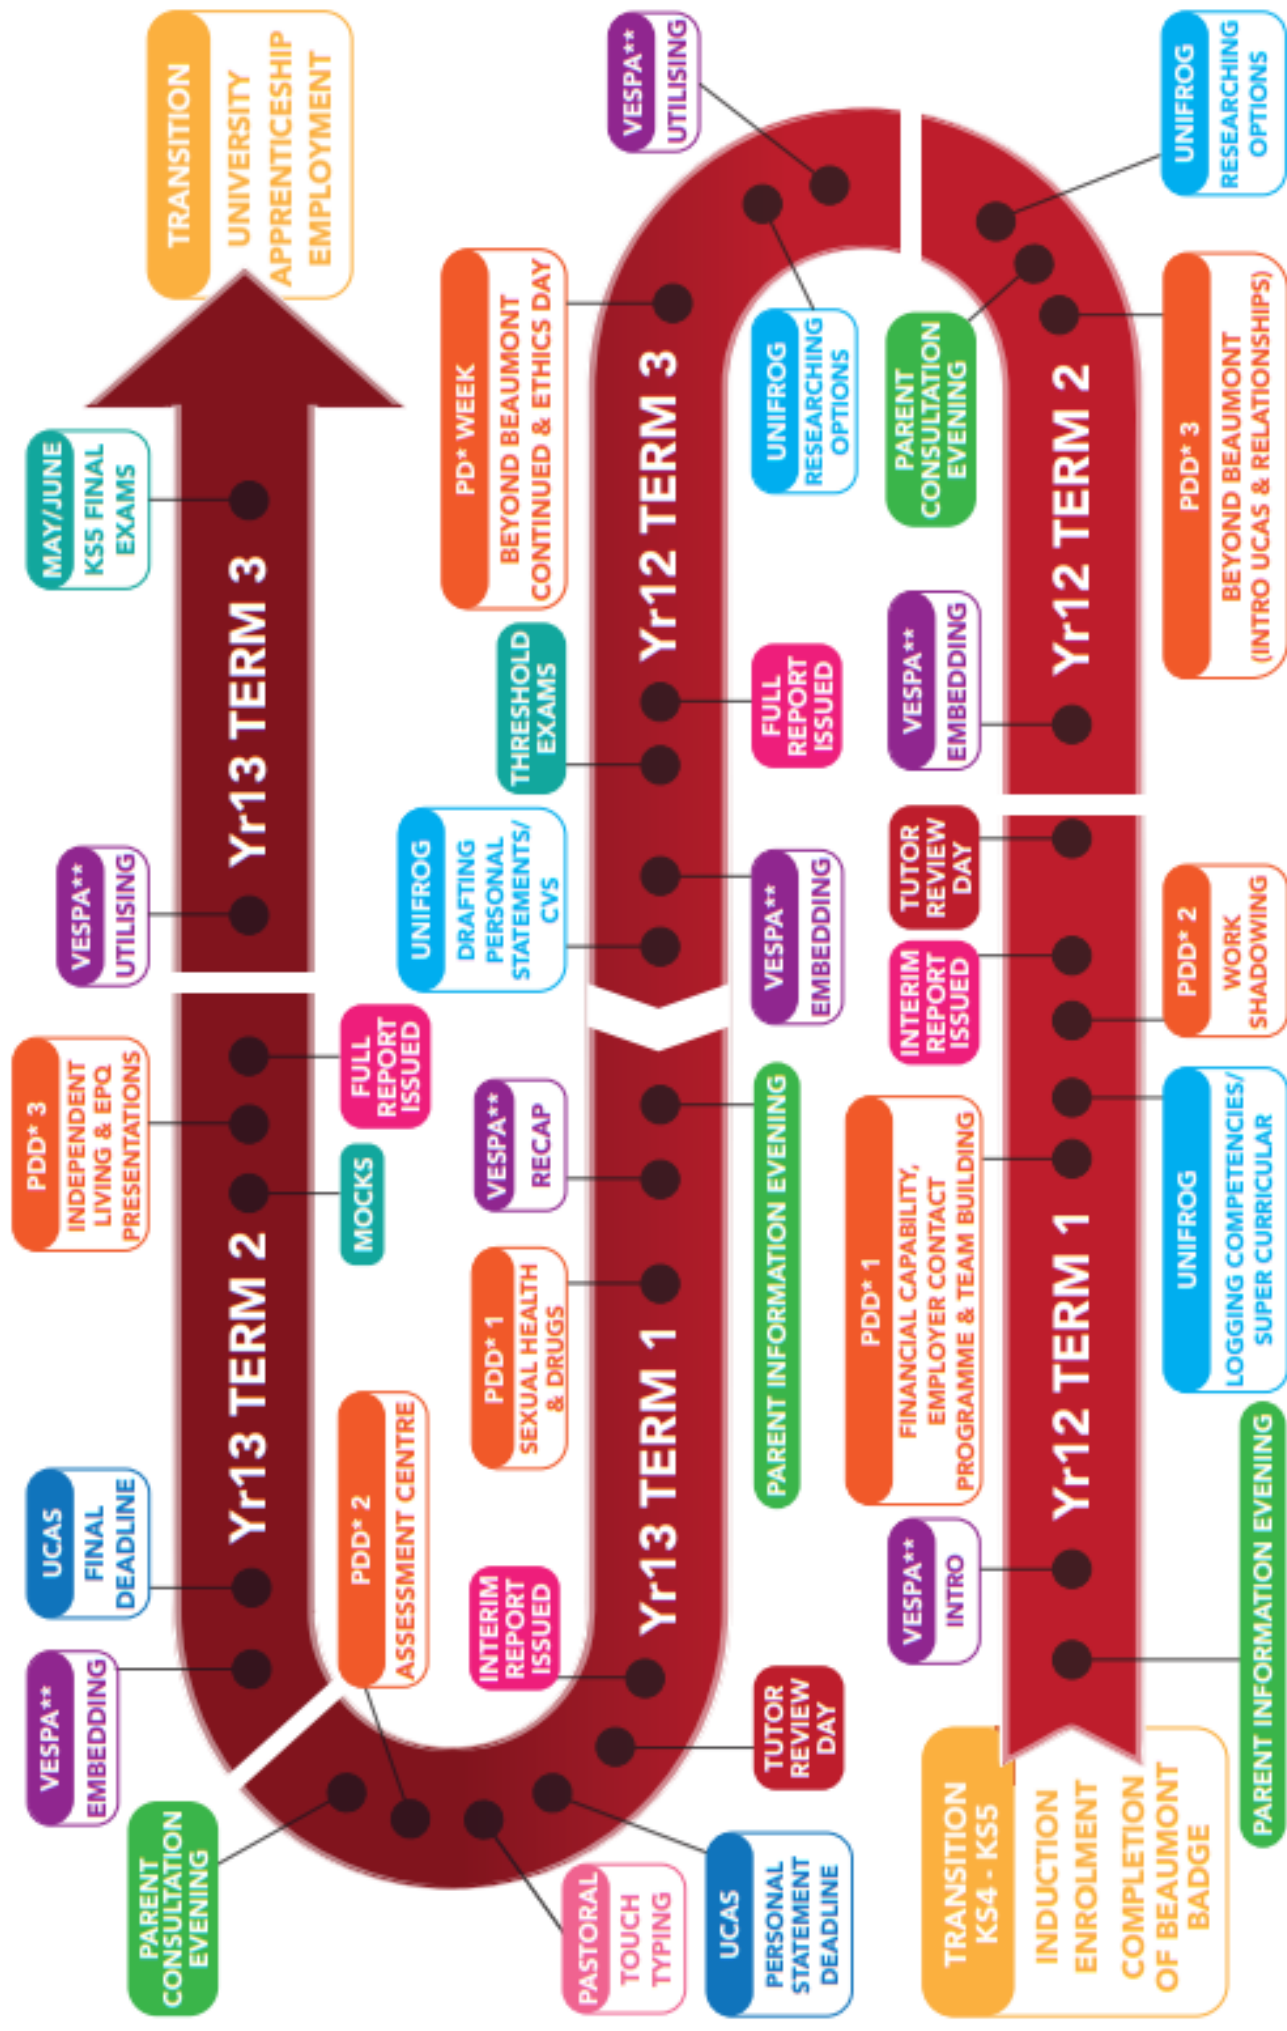 TRANSITION
KS4 - KS5
INDUCTION
ENROLMENT
COMPLETION
OF BEAUMONT
BADGE
PARENT INFORMATION EVENING
VESPA**
INTRO
Yr12 TERM 1
PDD* 1
FINANCIAL CAPABILITY,
EMPLOYER CONTACT
PROGRAMME & TEAM BUILDING
UNIFROG
LOGGING COMPETENCIES/
SUPER CURRICULAR
PDD* 2
WORK
SHADOWING
INTERIM
REPORT
ISSUED
TUTOR
REVIEW
DAY
VESPA**
EMBEDDING
Yr12 TERM 2
PDD* 3
BEYOND BEAUMONT
(INTRO UCAS & RELATIONSHIPS)
PARENT
CONSULTATION
EVENING
UNIFROG
RESEARCHING
OPTIONS
VESPA**
UTILISING
UNIFROG
RESEARCHING
OPTIONS
PD* WEEK
BEYOND BEAUMONT
CONTINUED & ETHICS DAY
Yr12 TERM 3
FULL
REPORT
ISSUED
THRESHOLD
EXAMS
VESPA**
EMBEDDING
UNIFROG
DRAFTING
PERSONAL
STATEMENTS/
CVS
PARENT INFORMATION EVENING
VESPA**
RECAP
PDD* 1
SEXUAL HEALTH
& DRUGS
Yr13 TERM 1
INTERIM
REPORT
ISSUED
TUTOR
REVIEW
DAY
UCAS
PERSONAL
STATEMENT
DEADLINE
PASTORAL
TOUCH
TYPING
PDD* 2
ASSESSMENT CENTRE
PARENT
CONSULTATION
EVENING
VESPA**
EMBEDDING
UCAS
FINAL
DEADLINE
Yr13 TERM 2
MOCKS
PDD* 3
INDEPENDENT
LIVING & EPQ
PRESENTATIONS
FULL
REPORT
ISSUED
VESPA**
UTILISING
Yr13 TERM 3
MAY/JUNE
KS5 FINAL
EXAMS
TRANSITION
UNIVERSITY
APPRENTICESHIP
EMPLOYMENT